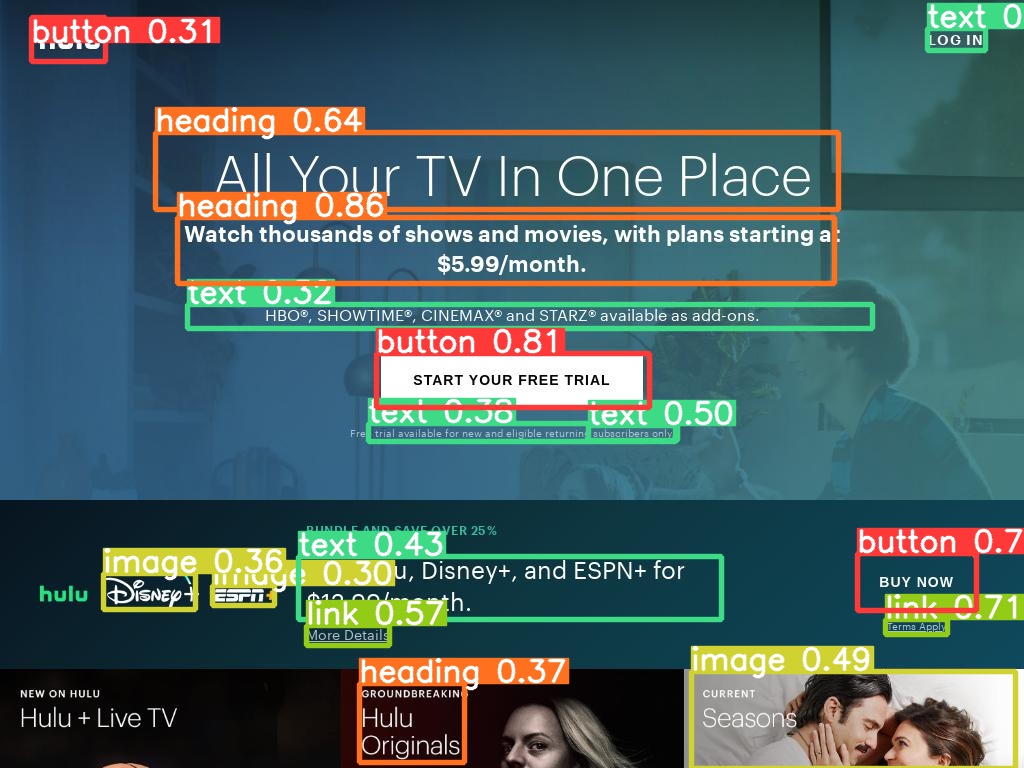 button 0.31
hulu
text 0
LOG IN
heading 0.64
All Your TV In One Place
heading 0.86
Watch thousands of shows and movies, with plans starting at
$5.99/month.
text 0.32
HBO®, SHOWTIME®, CINEMAX® and STARZ® available as add-ons.
button 0.81
START YOUR FREE TRIAL
text 0.38 text 0.50
Free trial available for new and eligible returning subscribers only
BUNDLE AND SAVE OVER 25%
text 0.43
button 0.7
image 0.36 image 0.30
u, Disney+, and ESPN+ for
hulu Disney+ ESPN+
/month.
BUY NOW
link 0.57
More Details
link 0.71
Terms Apply
heading 0.37
image 0.49
NEW ON HULU
Hulu + Live TV
GROUNDBREAKING
Hulu
Originals
CURRENT
Seasons